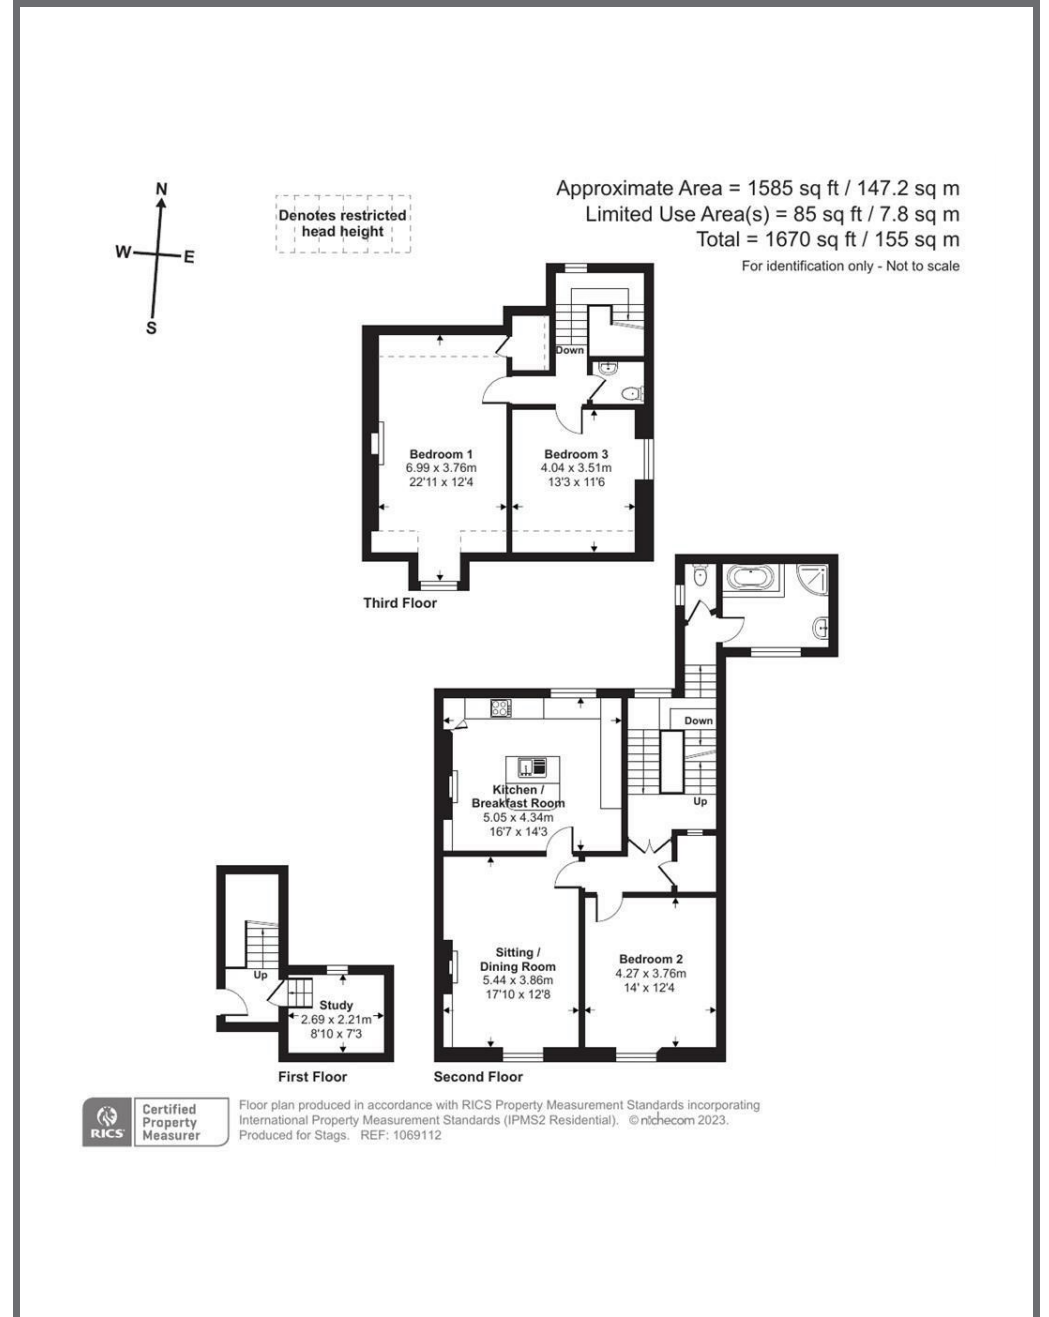 N
W E
S
Denotes restricted
head height
Approximate Area = 1585 sq ft / 147.2 sq m
Limited Use Area(s) = 85 sq ft / 7.8 sq m
Total = 1670 sq ft / 155 sq m
For identification only - Not to scale
Down
Bedroom 1
6.99 x 3.76m
22'11 x 12'4
Bedroom 3
4.04 x 3.51m
13'3 x 11'6
Third Floor
Down
Up
Kitchen /
Breakfast Room
5.05 x 4.34m
16'7 x 14'3
Sitting /
Dining Room
5.44 x 3.86m
17'10 x 12'8
Bedroom 2
4.27 x 3.76m
14' x 12'4
Up
Study
2.69 x 2.21m
8'10 x 7'3
First Floor
Second Floor
RICS
Certified
Property
Measurer
Floor plan produced in accordance with RICS Property Measurement Standards incorporating
International Property Measurement Standards (IPMS2 Residential). © nichecom 2023.
Produced for Stags. REF: 1069112